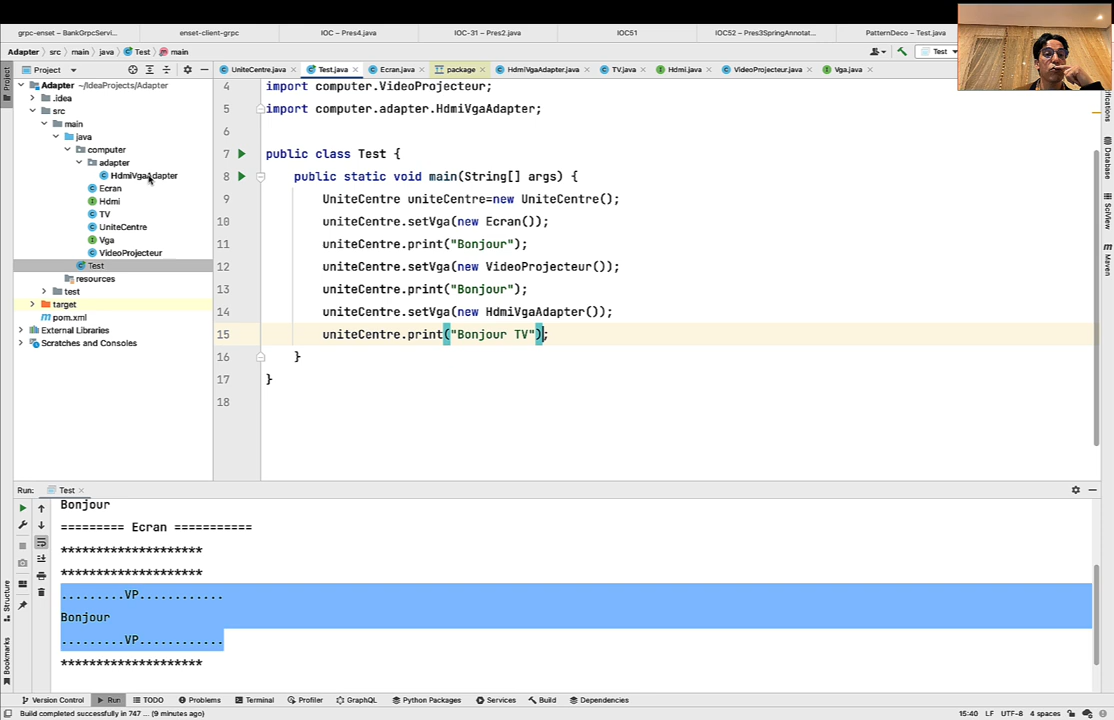 grpc-enset – BankGrpcServi...
enset-client-grpc
IOC – Pres4.java
IOC-31 – Pres2.java
IOC51
IOC52 – Pres3SpringAnnotat...
PatternDeco – Test.java
Adapter > src > main > java > Test > main
Test
Project
UniteCentre.java
Test.java
Ecran.java
package
HdmiVgaAdapter.java
TV.java
Hdmi.java
VideoProjecteur.java
Vga.java
Project
Adapter ~/IdeaProjects/Adapter
.idea
src
main
java
computer
adapter
HdmiVgaAdapter
Ecran
Hdmi
TV
UniteCentre
Vga
VideoProjecteur
Test
resources
test
target
pom.xml
External Libraries
Scratches and Consoles
4 import computer.VideoProjecteur;
5 import computer.adapter.HdmiVgaAdapter;
6
7 public class Test {
8 public static void main(String[] args) {
9 UniteCentre uniteCentre=new UniteCentre();
10 uniteCentre.setVga(new Ecran());
11 uniteCentre.print("Bonjour");
12 uniteCentre.setVga(new VideoProjecteur());
13 uniteCentre.print("Bonjour");
14 uniteCentre.setVga(new HdmiVgaAdapter());
15 uniteCentre.print("Bonjour TV");
16 }
17 }
18
Database
SciView
Maven
Run: Test
Bonjour
========= Ecran ===========
********************
********************
.........VP............
Bonjour
.........VP............
********************
Structure
Bookmarks
Version Control
Run
TODO
Problems
Terminal
Profiler
GraphQL
Python Packages
Services
Build
Dependencies
Build completed successfully in 747 ... (9 minutes ago)
15:40 LF UTF-8 4 spaces